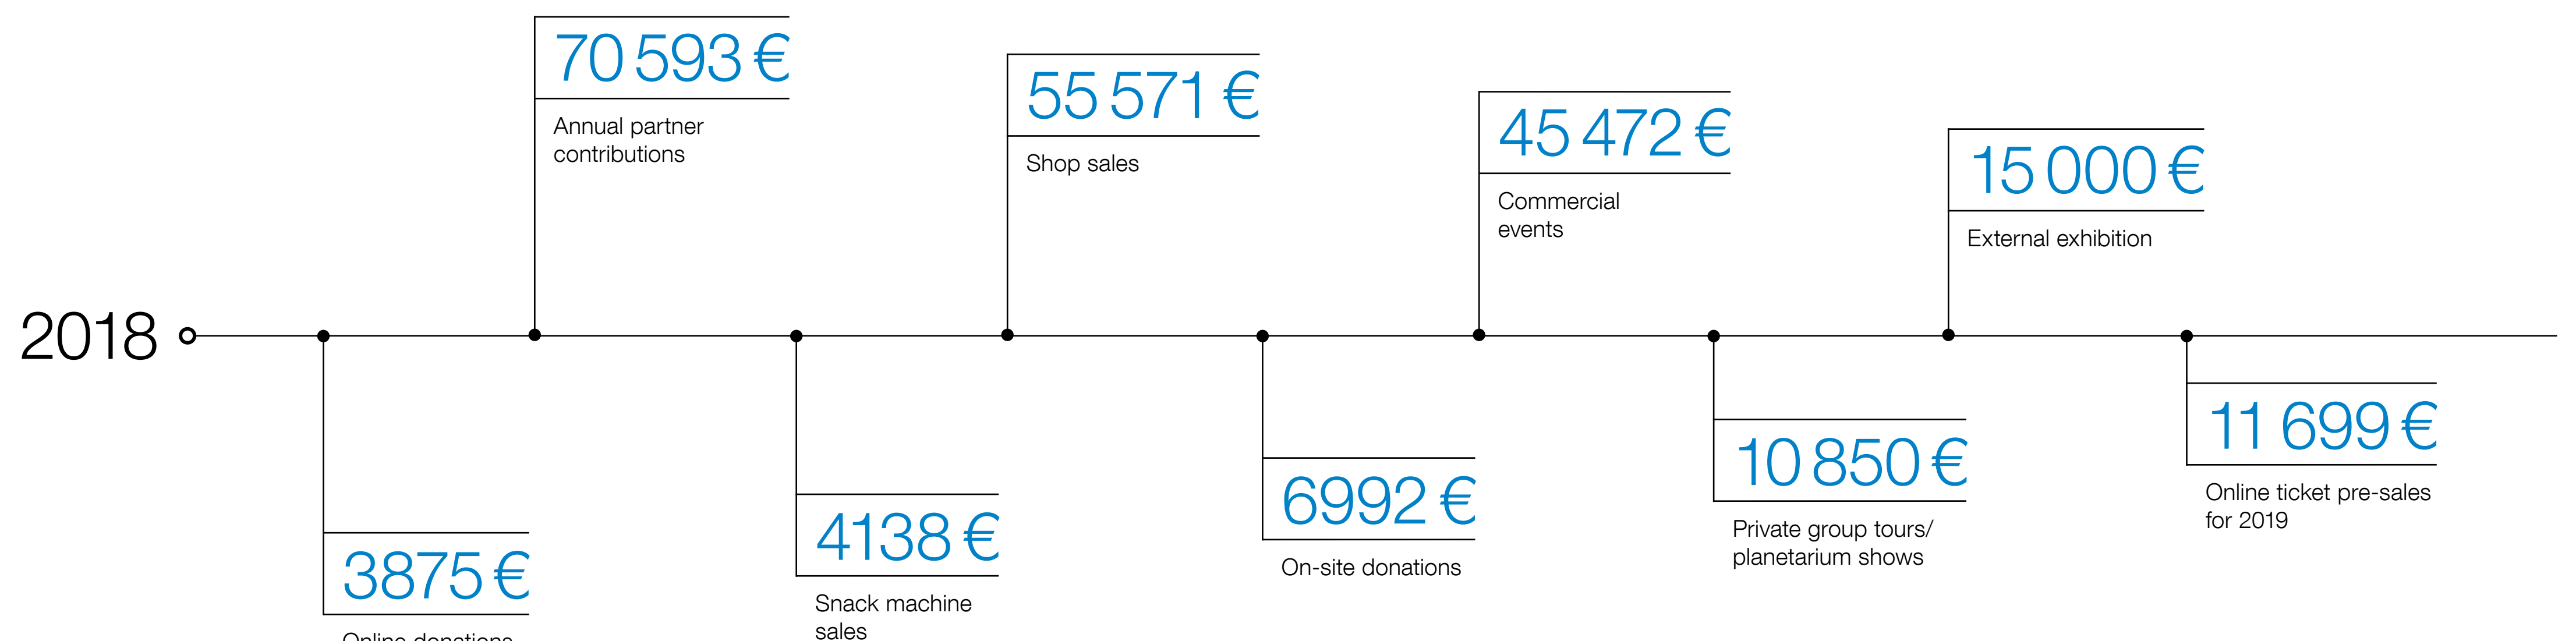 70 593 €
Annual partner
contributions
55 571 €
Shop sales
45 472 €
Commercial
events
15 000 €
External exhibition
2018
3875 €
Online donations
4138 €
Snack machine
sales
6992 €
On-site donations
10 850 €
Private group tours/
planetarium shows
11 699 €
Online ticket pre-sales
for 2019